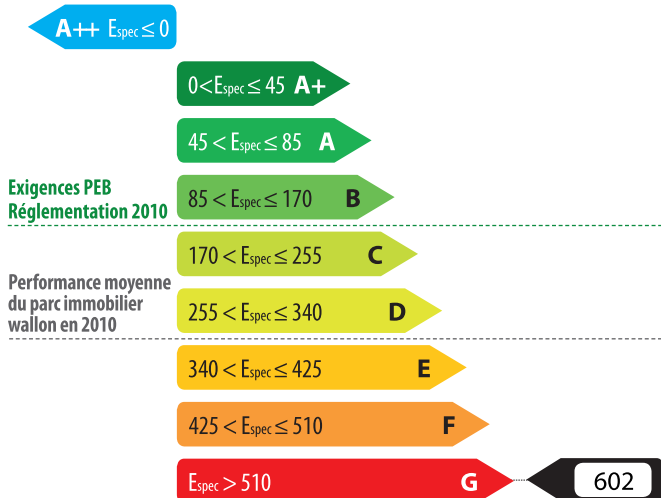 A++ Espec ≤ 0
0 < Espec ≤ 45 A+
45 < Espec ≤ 85 A
Exigences PEB
Réglementation 2010
85 < Espec ≤ 170 B
170 < Espec ≤ 255 C
Performance moyenne
du parc immobilier
wallon en 2010
255 < Espec ≤ 340 D
340 < Espec ≤ 425 E
425 < Espec ≤ 510 F
Espec > 510 G
602